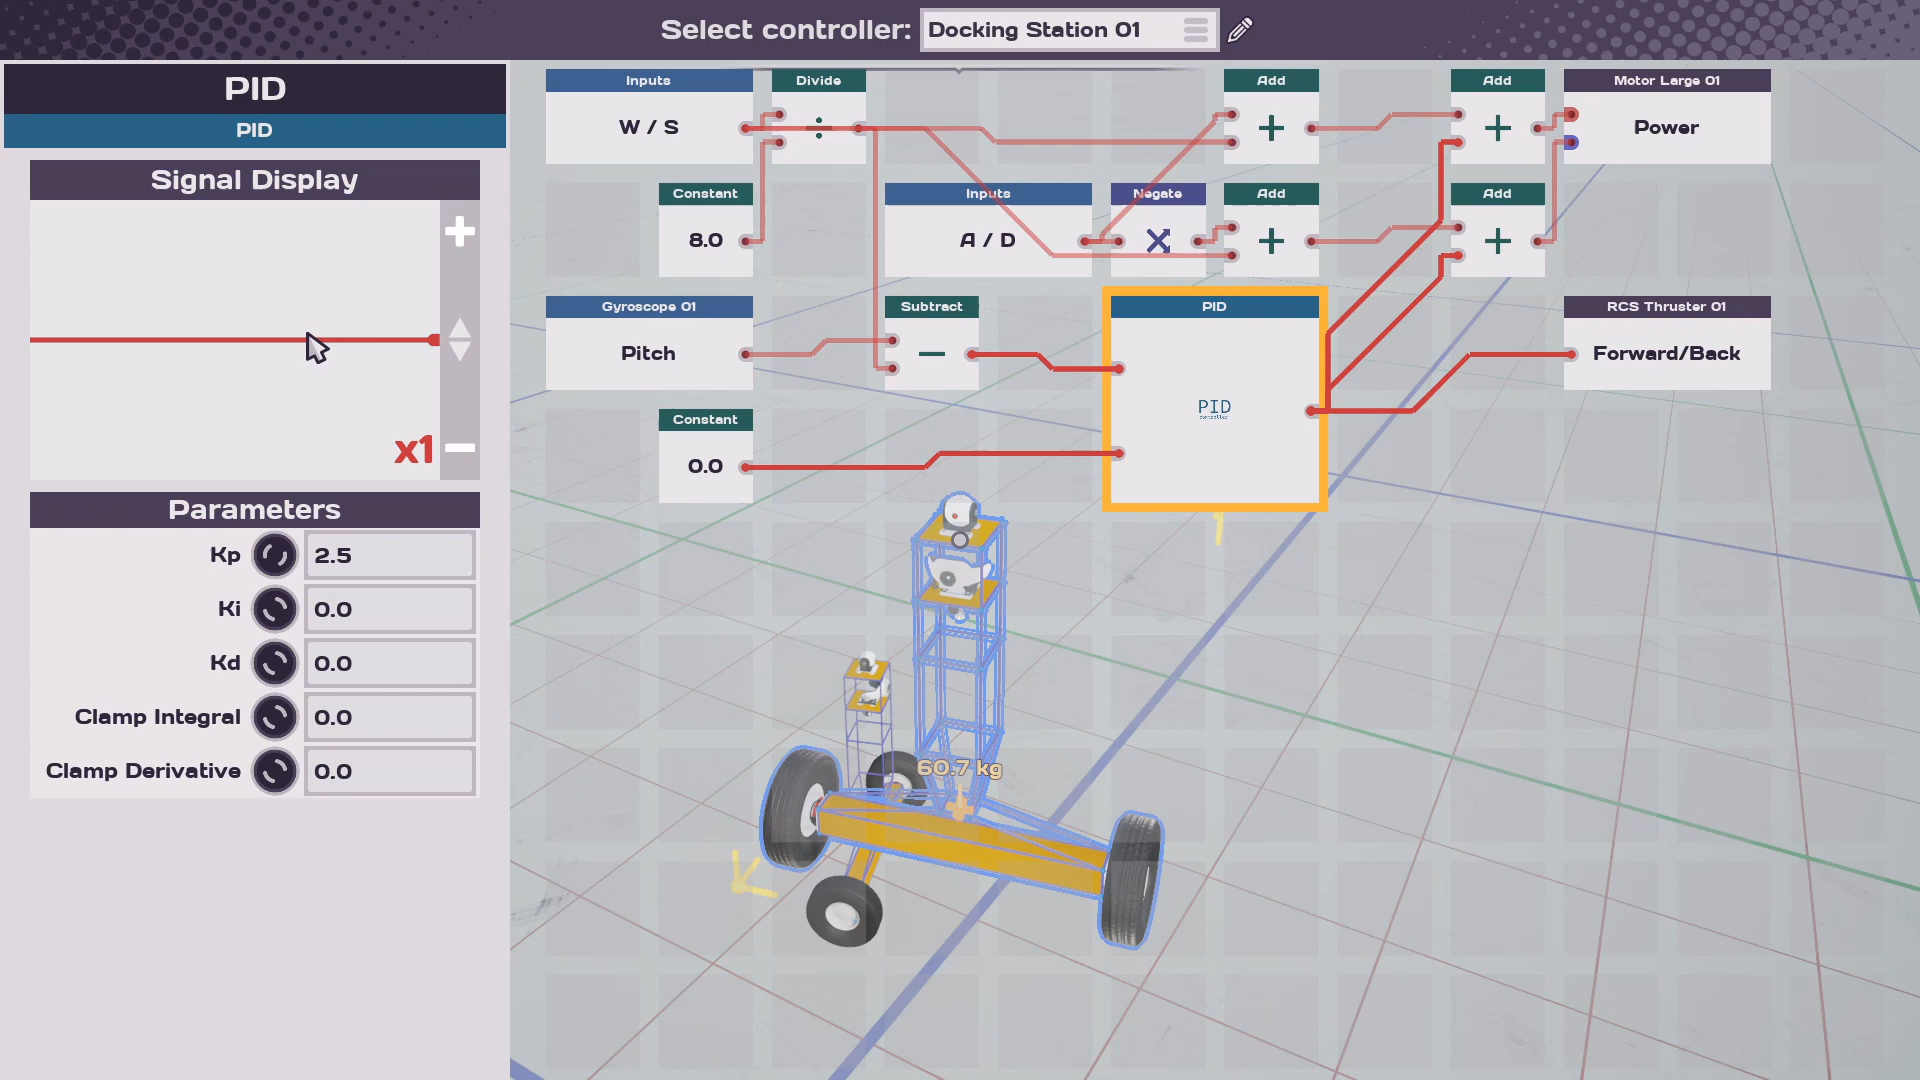 Select controller: Docking Station 01
PID
PID
Signal Display
x1
Parameters
Kp 2.5
Ki 0.0
Kd 0.0
Clamp Integral 0.0
Clamp Derivative 0.0
Inputs
W / S
Divide
Add
Add
Motor Large 01
Power
Constant
8.0
Inputs
A / D
Negate
Add
Add
Gyroscope 01
Pitch
Subtract
PID
PID
controller
RCS Thruster 01
Forward/Back
Constant
0.0
60.7 kg